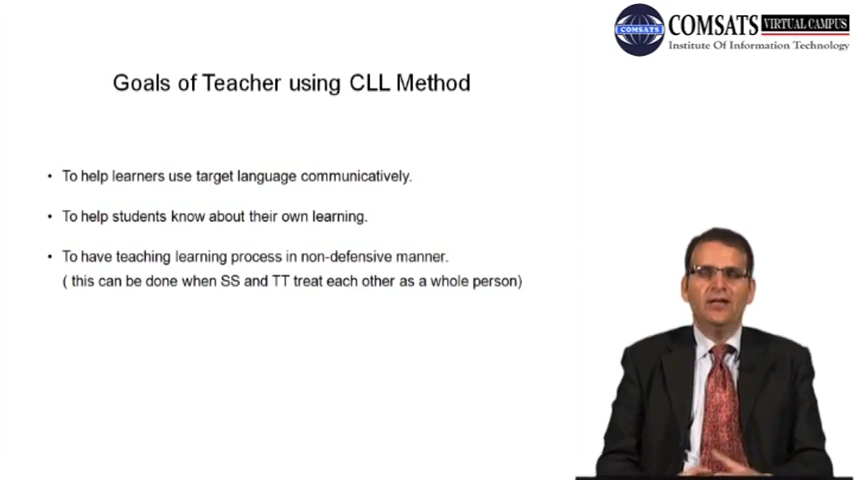 COMSATS VIRTUAL CAMPUS
COMSATS
Institute Of Information Technology
Goals of Teacher using CLL Method
• To help learners use target language communicatively.
• To help students know about their own learning.
• To have teaching learning process in non-defensive manner.
( this can be done when SS and TT treat each other as a whole person)